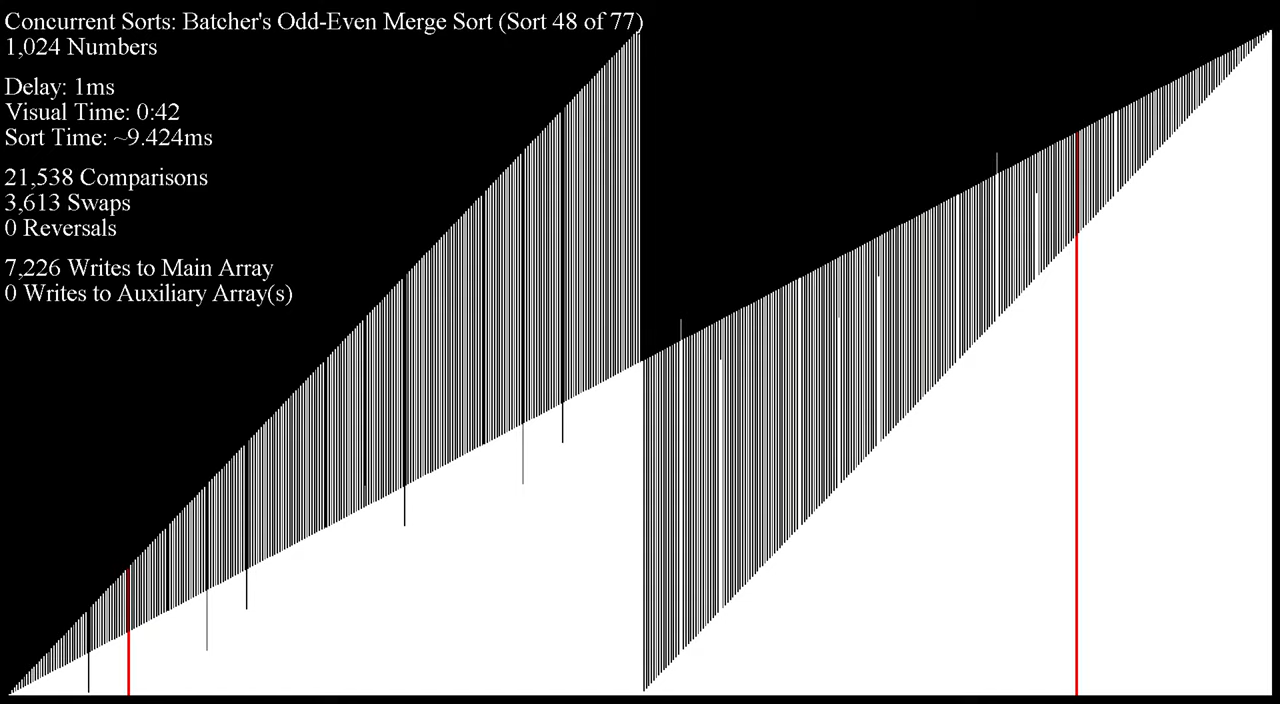 Concurrent Sorts: Batcher's Odd-Even Merge Sort (Sort 48 of 77)
1,024 Numbers
Delay: 1ms
Visual Time: 0:42
Sort Time: ~9.424ms
21,538 Comparisons
3,613 Swaps
0 Reversals
7,226 Writes to Main Array
0 Writes to Auxiliary Array(s)